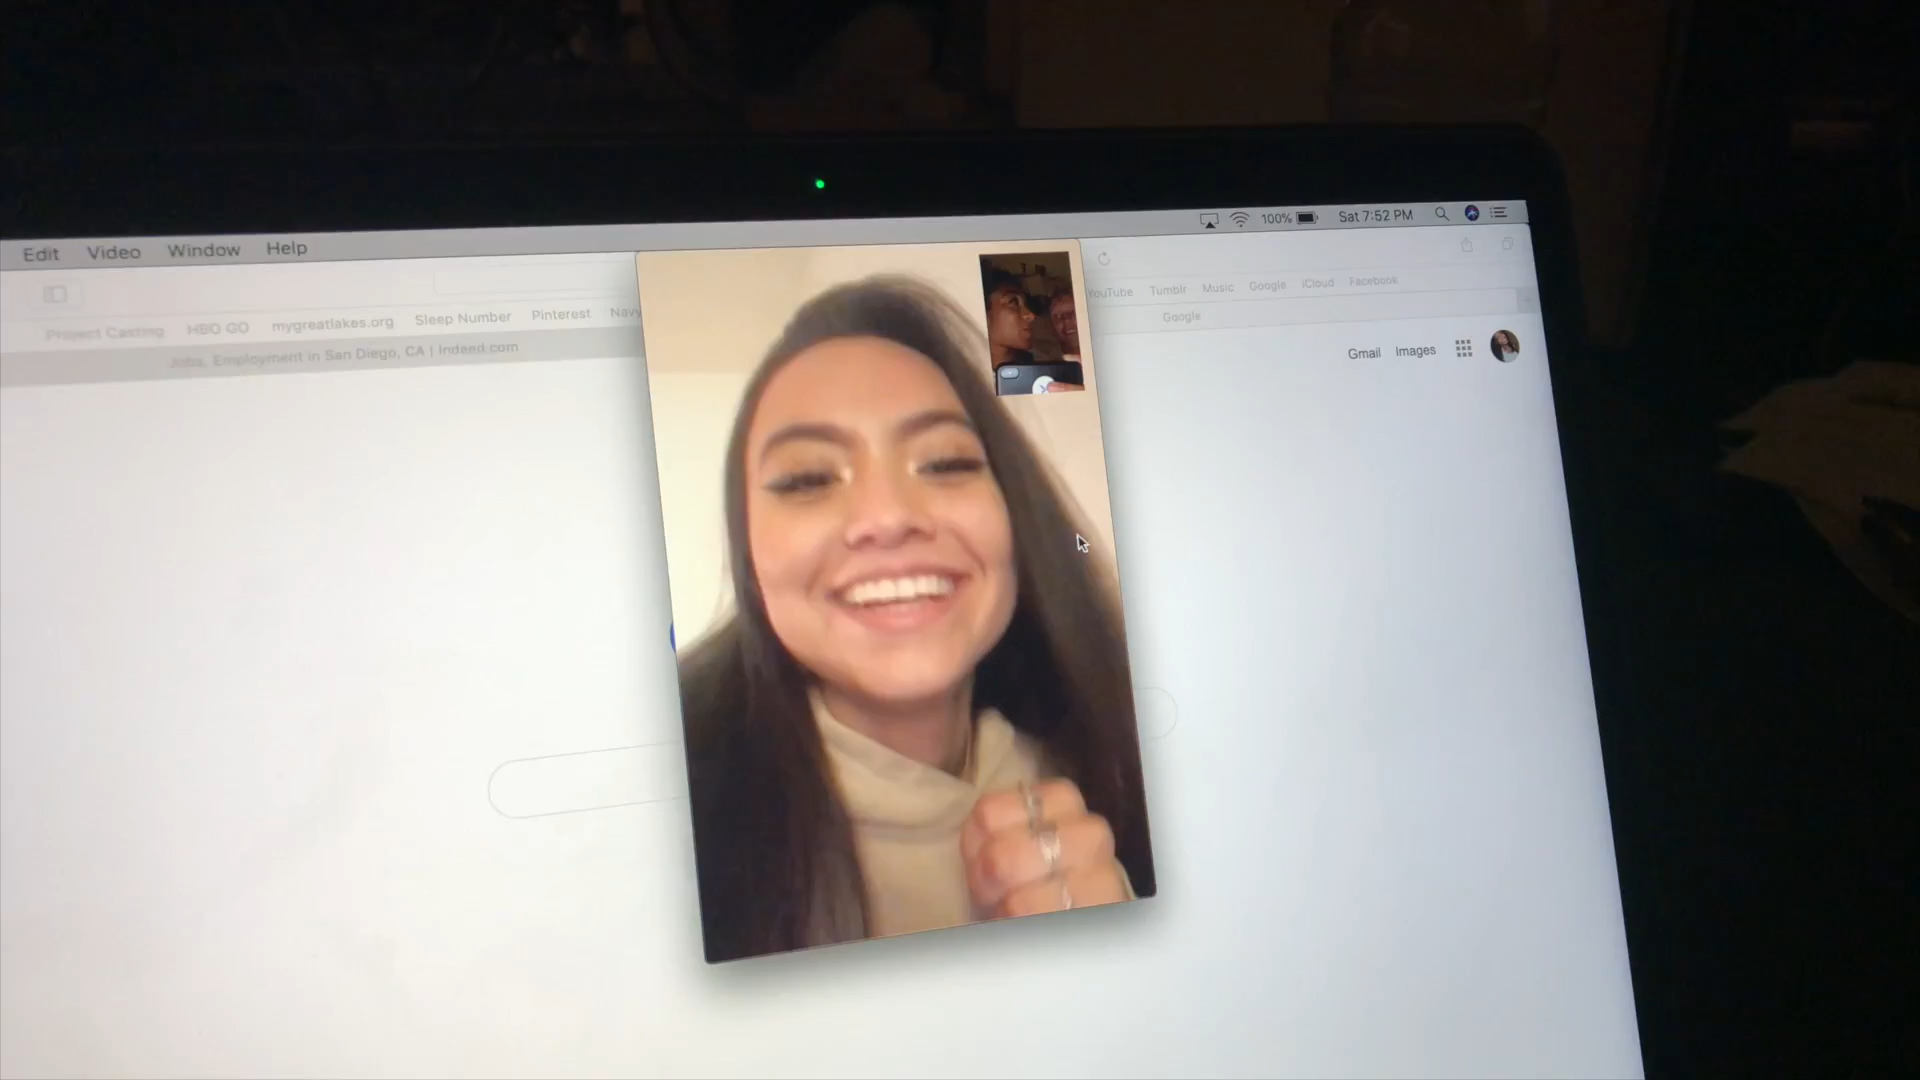 Edit Video Window Help 100% Sat 7:52 PM
YouTube Tumblr Music Google iCloud Facebook
Project Casting HBO GO mygreatlakes.org Sleep Number Pinterest Navy
Google
Jobs, Employment in San Diego, CA | Indeed.com
Gmail Images